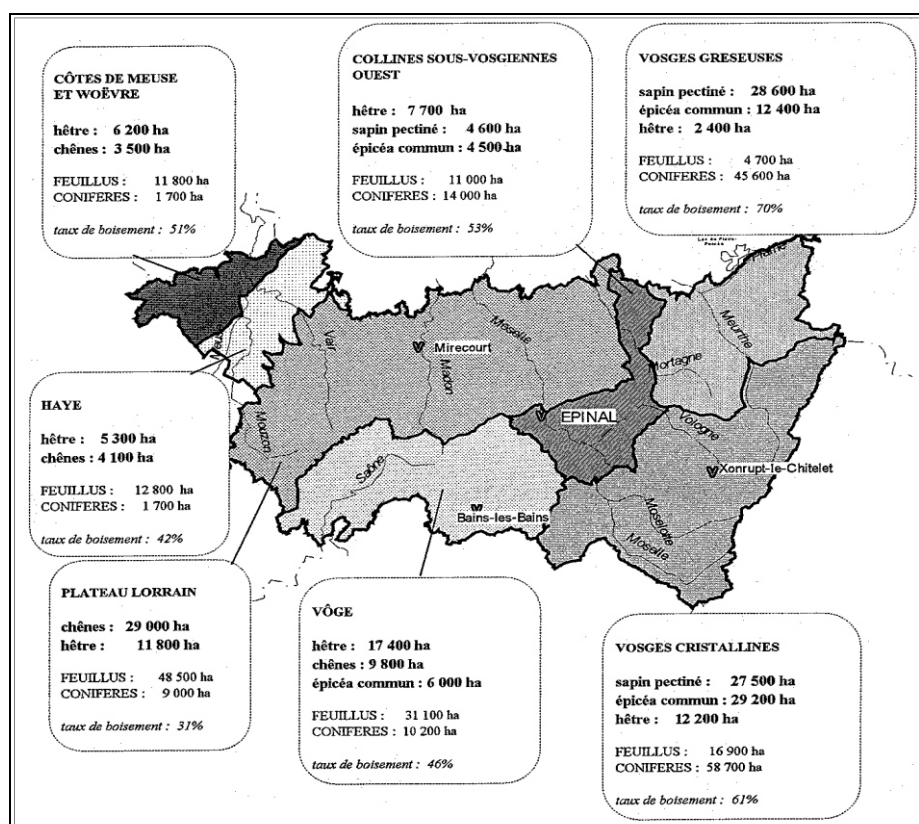 CÔTES DE MEUSE
ET WOËVRE
hêtre : 6 200 ha
chênes : 3 500 ha
FEUILLUS : 11 800 ha
CONIFERES : 1 700 ha
taux de boisement : 51%
COLLINES SOUS-VOSGIENNES
OUEST
hêtre : 7 700 ha
sapin pectiné : 4 600 ha
épicéa commun : 4 500 ha
FEUILLUS : 11 000 ha
CONIFERES : 14 000 ha
taux de boisement : 53%
VOSGES GRESEUSES
sapin pectiné : 28 600 ha
épicéa commun : 12 400 ha
hêtre : 2 400 ha
FEUILLUS : 4 700 ha
CONIFERES : 45 600 ha
taux de boisement : 70%
Vair
Mirecourt
Madon
Moselle
Mortagne
Meurthe
EPINAL
Vologne
Xonrupt-le-Chitelet
Mouzon
Saône
Bains-les-Bains
Moselotte
Moselle
HAYE
hêtre : 5 300 ha
chênes : 4 100 ha
FEUILLUS : 12 800 ha
CONIFERES : 1 700 ha
taux de boisement : 42%
PLATEAU LORRAIN
chênes : 29 000 ha
hêtre : 11 800 ha
FEUILLUS : 48 500 ha
CONIFERES : 9 000 ha
taux de boisement : 31%
VÔGE
hêtre : 17 400 ha
chênes : 9 800 ha
épicéa commun : 6 000 ha
FEUILLUS : 31 100 ha
CONIFERES : 10 200 ha
taux de boisement : 46%
VOSGES CRISTALLINES
sapin pectiné : 27 500 ha
épicéa commun : 29 200 ha
hêtre : 12 200 ha
FEUILLUS : 16 900 ha
CONIFERES : 58 700 ha
taux de boisement : 61%